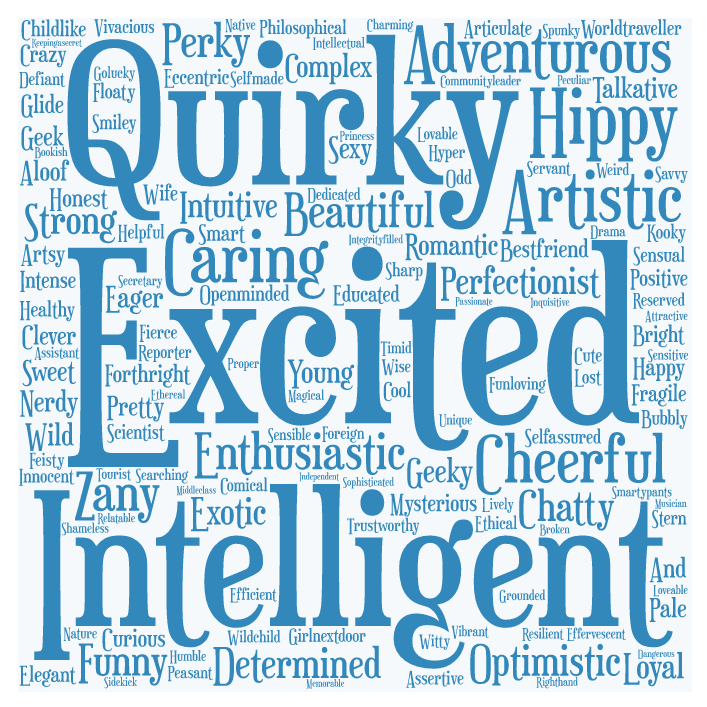 Childlike Vivacious Native Philosophical Charming Articulate Spunky Worldtraveller
Keepingasecret Perky Intellectual Adventurous
Crazy Quirky Complex Peculiar
Defiant Golucky Eccentric Selfmade Communityleader Talkative
Glide Floaty Hippy
Geek Smiley Princess Lovable
Bookish Sexy Hyper
Aloof Odd Servant Weird Savvy
Honest Wife Intuitive Dedicated Beautiful Artistic
Strong Helpful Smart Integrityfilled Drama Kooky
Artsy Caring Romantic Bestfriend Sensual
Intense Secretary Excited Sharp Perfectionist Positive
Healthy Eager Openminded Educated Passionate Inquisitive Reserved
Attractive
Clever Fierce Bright
Assistant Reporter Timid Cute Sensitive
Sweet Forthright Proper Young Wise Lost Happy
Nerdy Ethereal Magical Cool Funloving Fragile
Pretty Unique Bubbly
Wild Scientist Sensible Foreign Selfassured
Feisty Enthusiastic Cheerful
Innocent Tourist Searching Independent Geeky
Zany Middleclass Comical Sophisticated Smartypants
Relatable Exotic Mysterious Lively Chatty Musician
Shameless Trustworthy Ethical Broken Stern
Intelligent And
Efficient Grounded Loveable
Pale
Nature Curious Wildchild Girlnextdoor Witty Vibrant Resilient Effervescent
Funny Humble Determined Optimistic Dangerous
Elegant Peasant Loyal
Sidekick Memorable Assertive Righthand